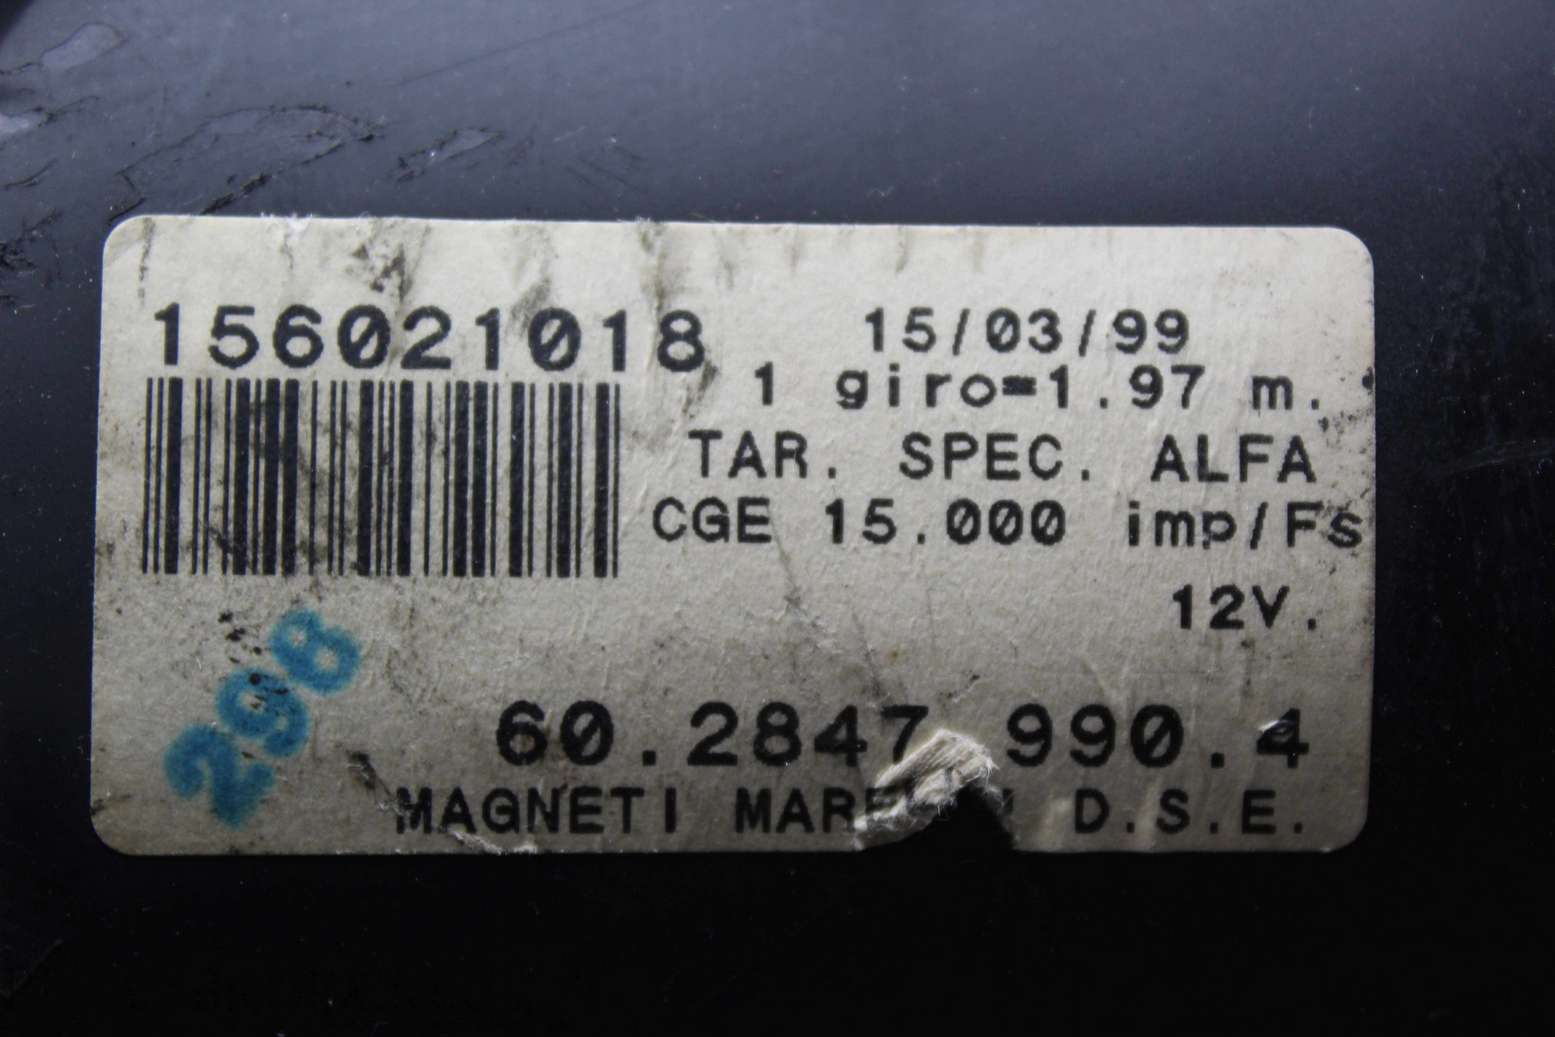 156021018
15/03/99
1 giro=1.97 m.
TAR. SPEC. ALFA
CGE 15.000 imp/Fs
12V.
298
60.2847 990.4
MAGNETI D.S.E.